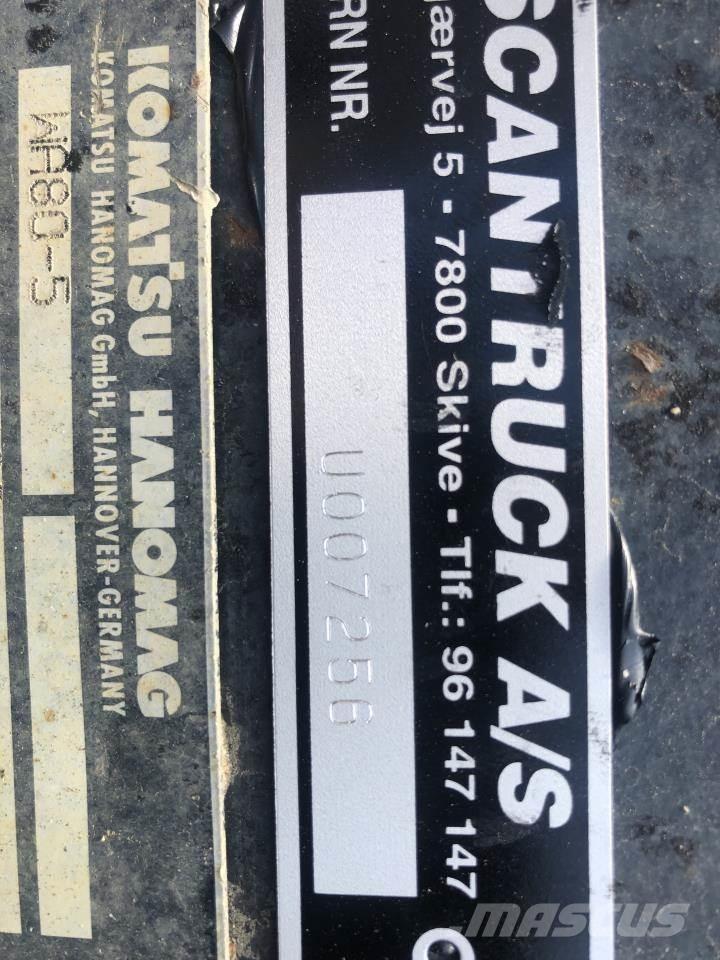 SCANTRUCK A/S
gærvej 5 - 7800 Skive - Tlf.: 96 147 147
RN NR.
U007256
KOMATSU HANOMAG
KOMATSU HANOMAG GmbH, HANNOVER-GERMANY
WA80-5
MASCUS